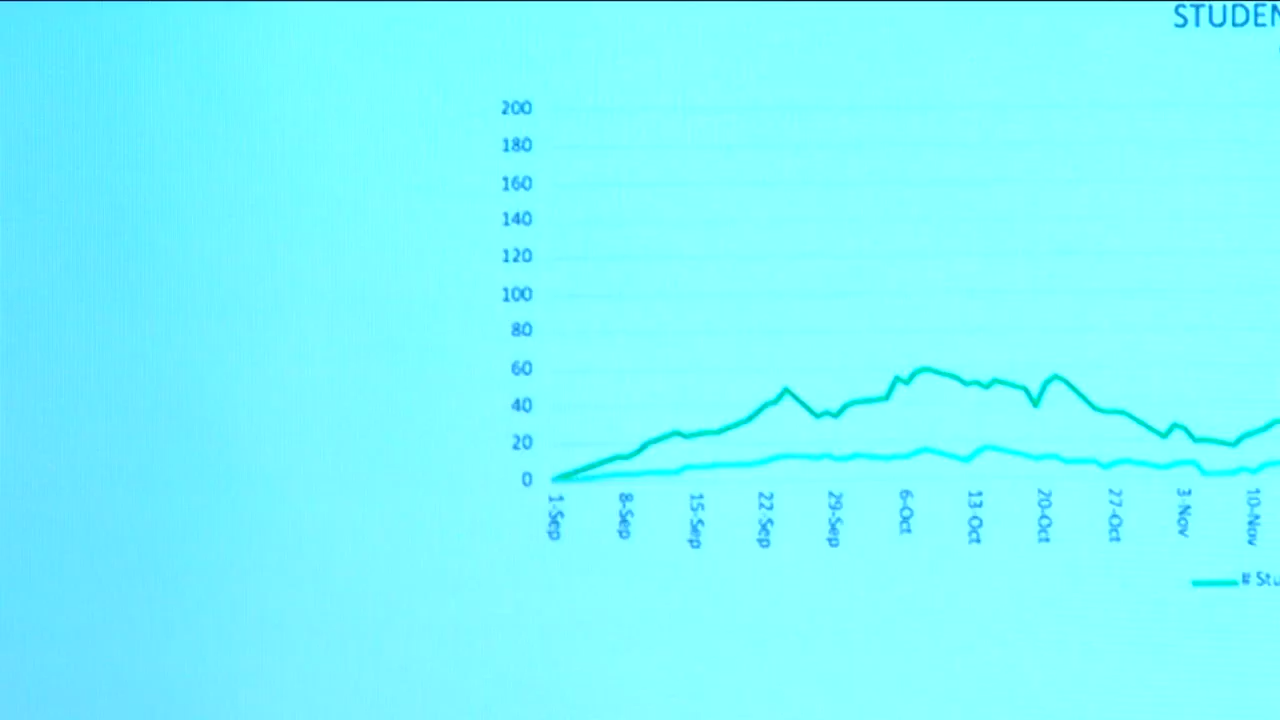 STUDEN
200
180
160
140
120
100
80
60
40
20
0
1-Sep
8-Sep
15-Sep
22-Sep
29-Sep
6-Oct
13-Oct
20-Oct
27-Oct
3-Nov
10-Nov
# Stu